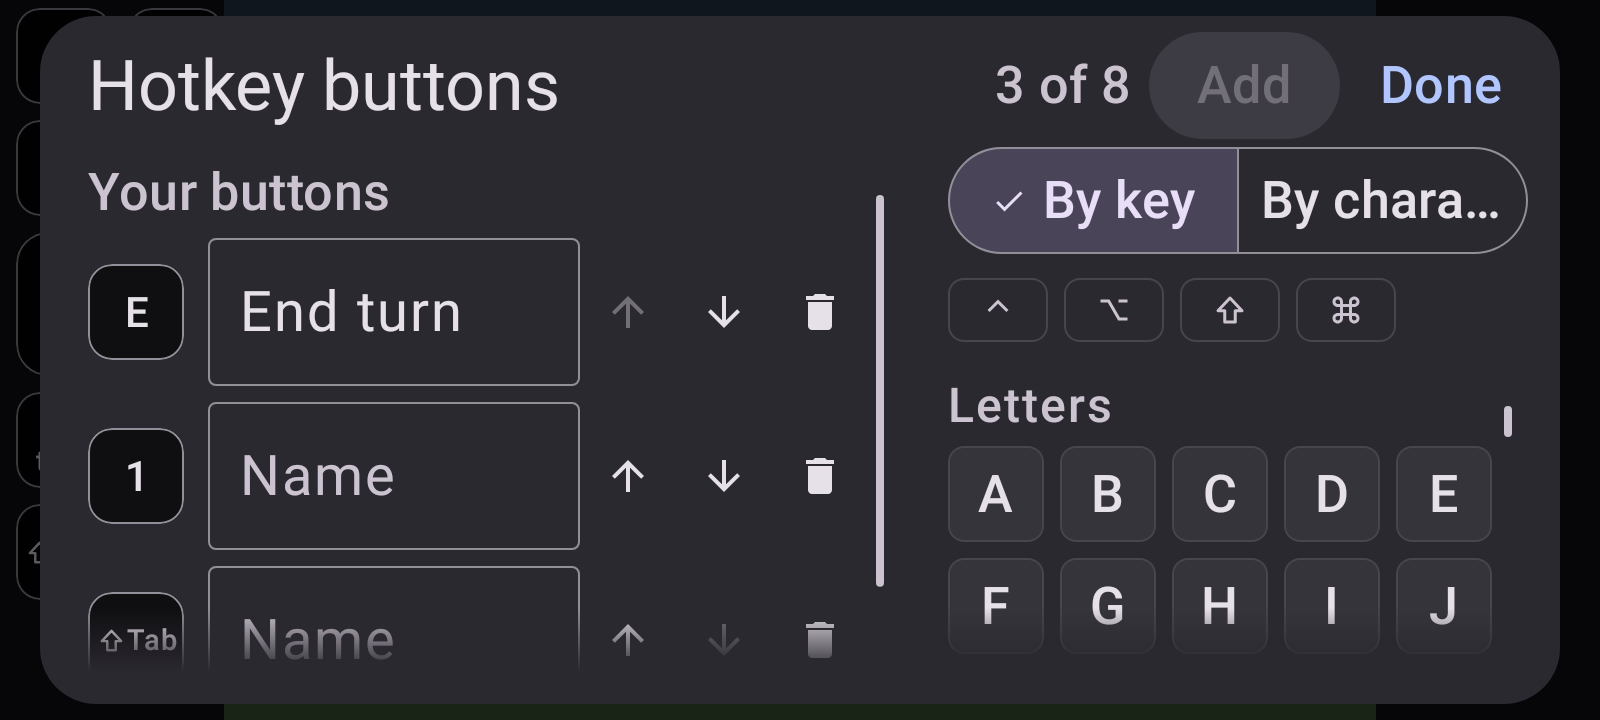 Hotkey buttons
3 of 8
Add
Done
Your buttons
By key
By chara…
E
End turn
1
Name
⇧Tab
Name
^
⌥
⇧
⌘
Letters
A B C D E
F G H I J